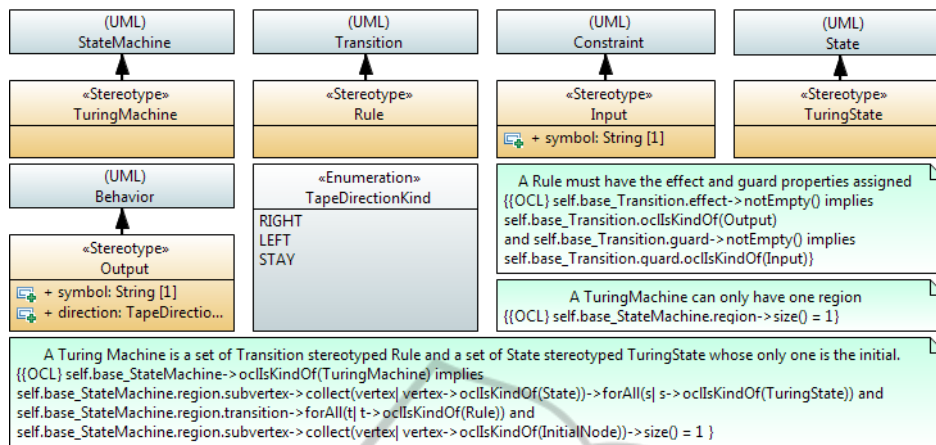 (UML)
StateMachine
(UML)
Transition
(UML)
Constraint
(UML)
State
«Stereotype»
TuringMachine
«Stereotype»
Rule
«Stereotype»
Input
+ symbol: String [1]
«Stereotype»
TuringState
(UML)
Behavior
«Stereotype»
Output
+ symbol: String [1]
+ direction: TapeDirectio...
«Enumeration»
TapeDirectionKind
RIGHT
LEFT
STAY
A Rule must have the effect and guard properties assigned
{{OCL} self.base_Transition.effect->notEmpty() implies
self.base_Transition.oclIsKindOf(Output)
and self.base_Transition.guard->notEmpty() implies
self.base_Transition.guard.oclIsKindOf(Input)}
A TuringMachine can only have one region
{{OCL} self.base_StateMachine.region->size() = 1}
A Turing Machine is a set of Transition stereotyped Rule and a set of State stereotyped TuringState whose only one is the initial.
{{OCL} self.base_StateMachine->oclIsKindOf(TuringMachine) implies
self.base_StateMachine.region.subvertex->collect(vertex| vertex->oclIsKindOf(State))->forAll(s| s->oclIsKindOf(TuringState)) and
self.base_StateMachine.region.transition->forAll(t| t->oclIsKindOf(Rule)) and
self.base_StateMachine.region.subvertex->collect(vertex| vertex->oclIsKindOf(InitialNode))->size() = 1 }